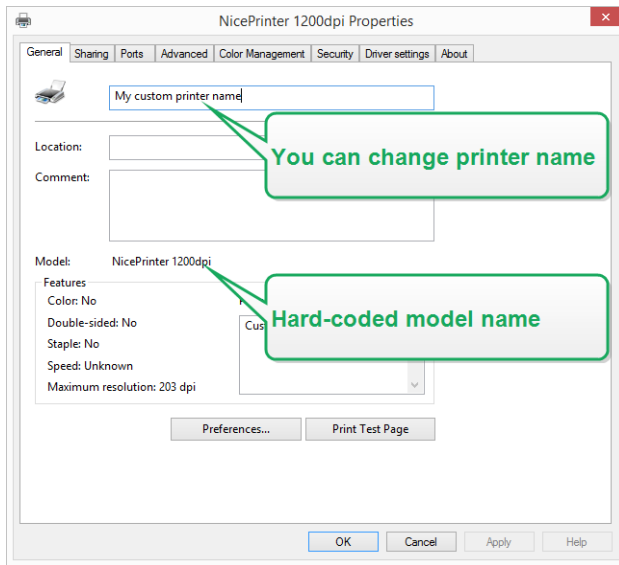 NicePrinter 1200dpi Properties
General Sharing Ports Advanced Color Management Security Driver settings About
My custom printer name
You can change printer name
Location:
Comment:
Model: NicePrinter 1200dpi
Hard-coded model name
Features
Color: No
Double-sided: No
Staple: No
Speed: Unknown
Maximum resolution: 203 dpi
Preferences... Print Test Page
OK Cancel Apply Help